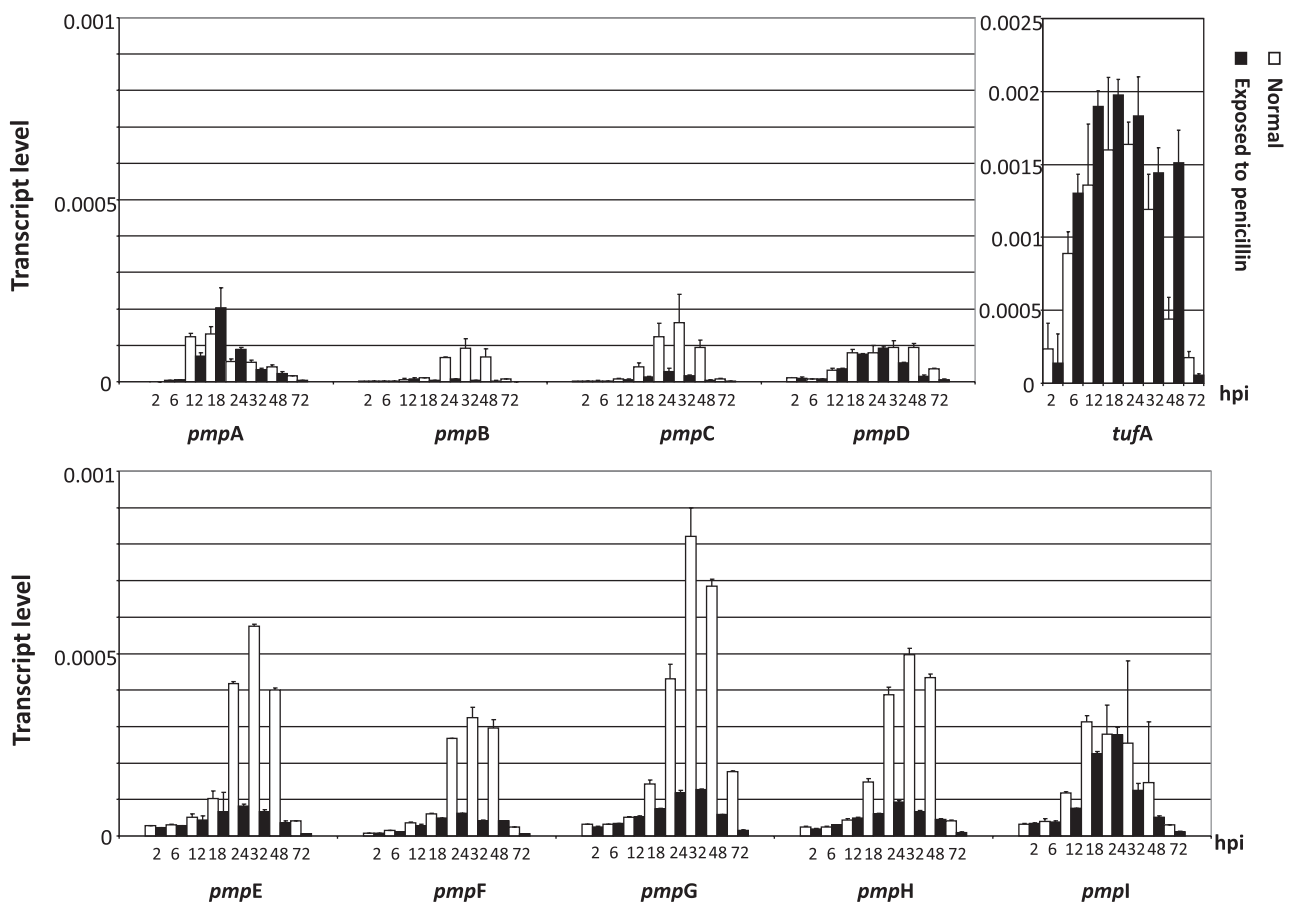 0.001
0.0005
0
Transcript level
2 6 12 18 24 32 48 72
pmpA
2 6 12 18 24 32 48 72
pmpB
2 6 12 18 24 32 48 72
pmpC
2 6 12 18 24 32 48 72
pmpD
0.0025
0.002
0.0015
0.001
0.0005
0
2 6 12 18 24 32 48 72
hpi
tufA
Normal
Exposed to penicillin
0.001
0.0005
0
Transcript level
2 6 12 18 24 32 48 72
pmpE
2 6 12 18 24 32 48 72
pmpF
2 6 12 18 24 32 48 72
pmpG
2 6 12 18 24 32 48 72
pmpH
2 6 12 18 24 32 48 72
pmpI
hpi